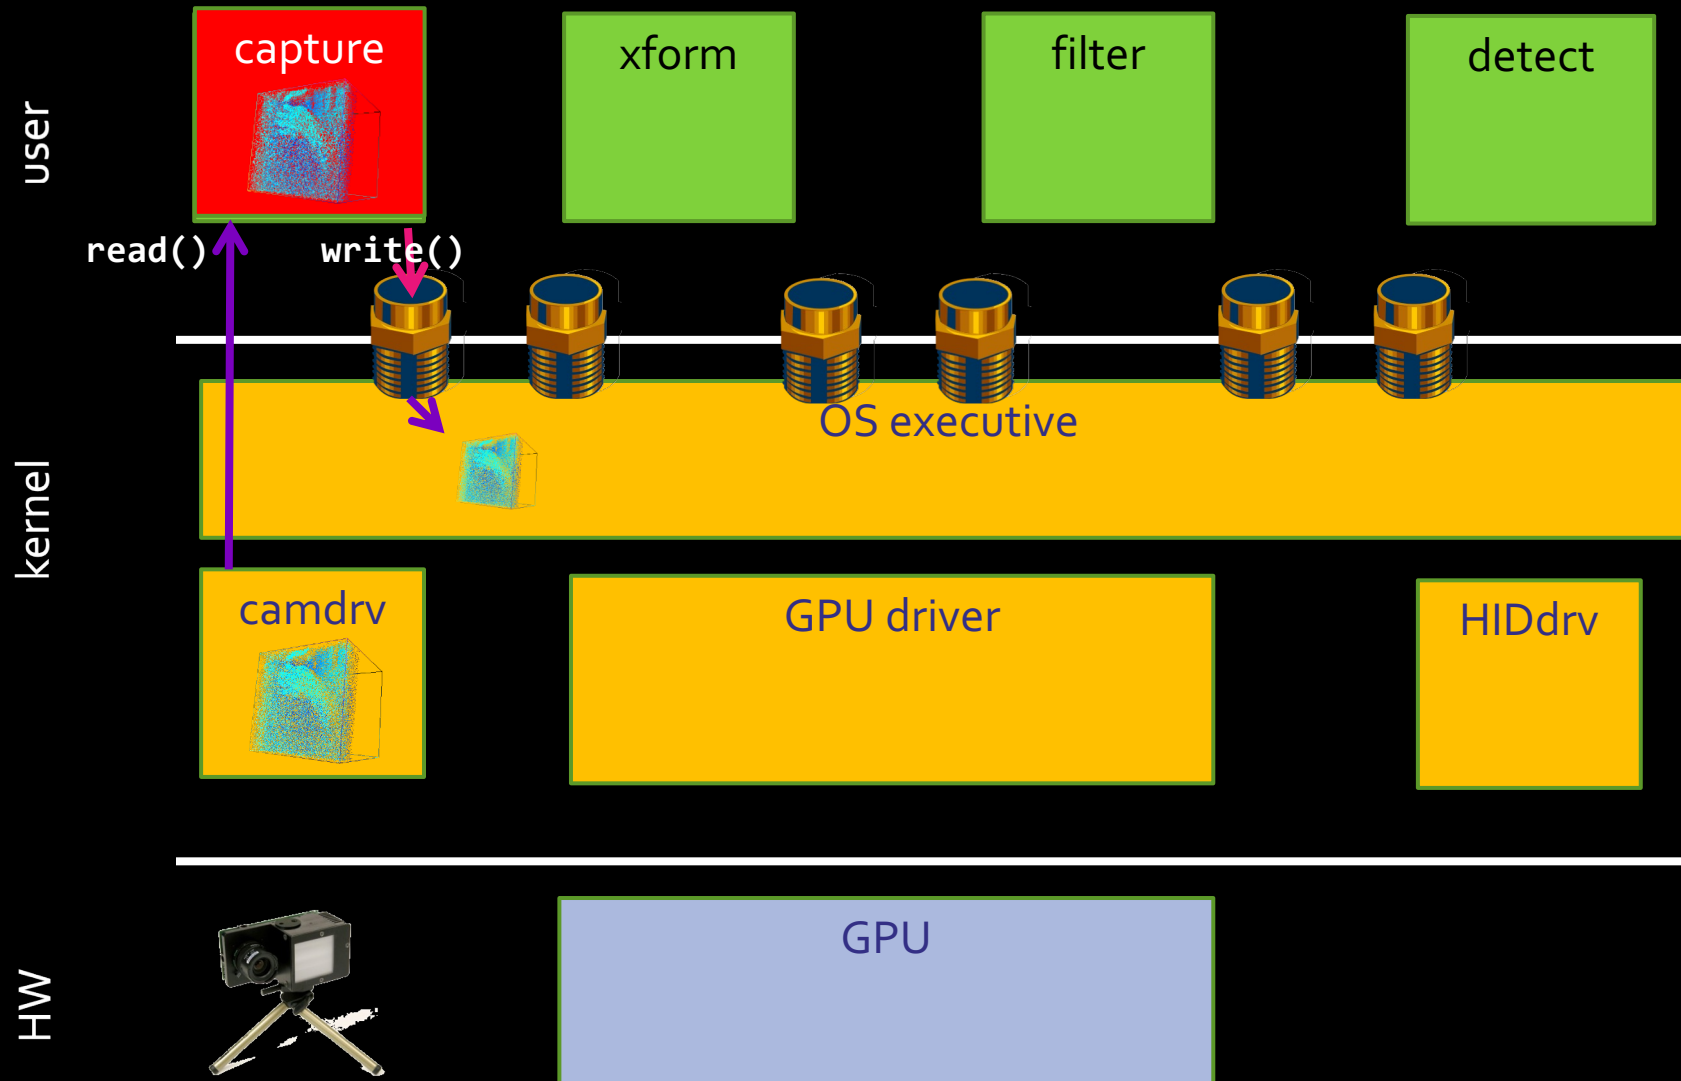 user
capture
xform
filter
detect
read()
write()
kernel
OS executive
camdrv
GPU driver
HIDdrv
HW
GPU